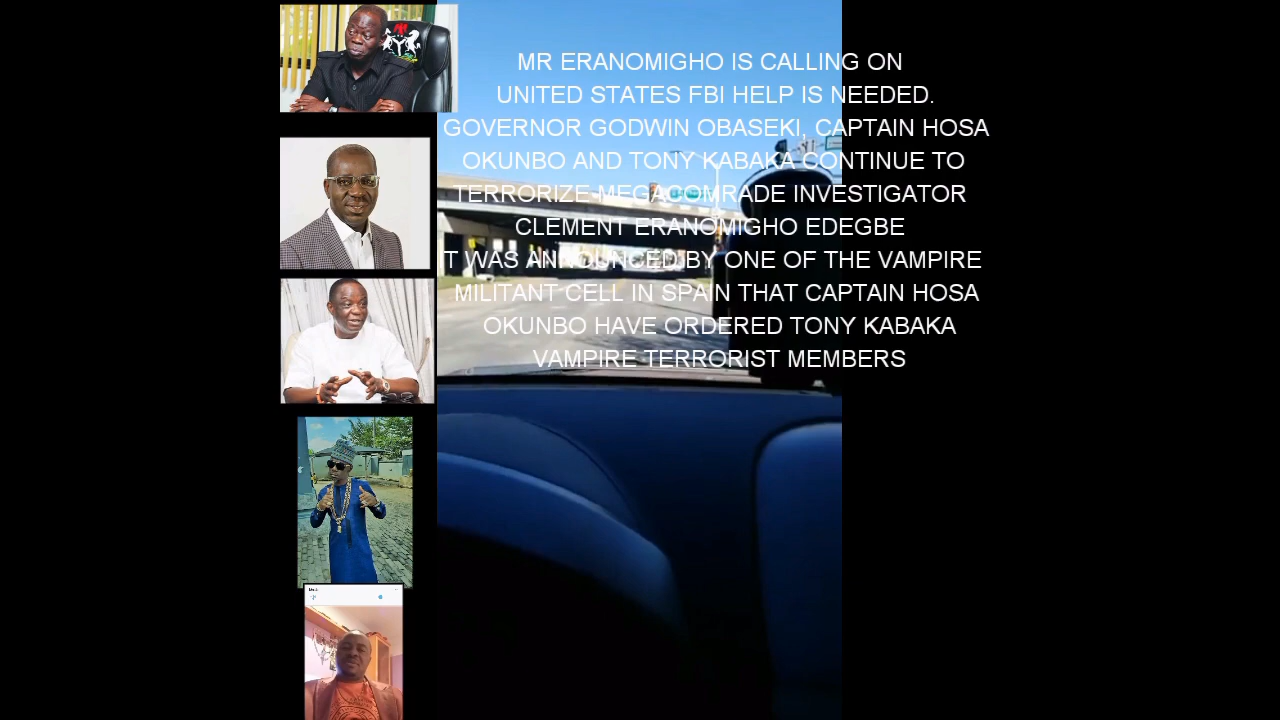 MR ERANOMIGHO IS CALLING ON
UNITED STATES FBI HELP IS NEEDED.
GOVERNOR GODWIN OBASEKI, CAPTAIN HOSA
OKUNBO AND TONY KABAKA CONTINUE TO
TERRORIZE MEGACOMRADE INVESTIGATOR
CLEMENT ERANOMIGHO EDEGBE
T WAS ANNOUNCED BY ONE OF THE VAMPIRE
MILITANT CELL IN SPAIN THAT CAPTAIN HOSA
OKUNBO HAVE ORDERED TONY KABAKA
VAMPIRE TERRORIST MEMBERS